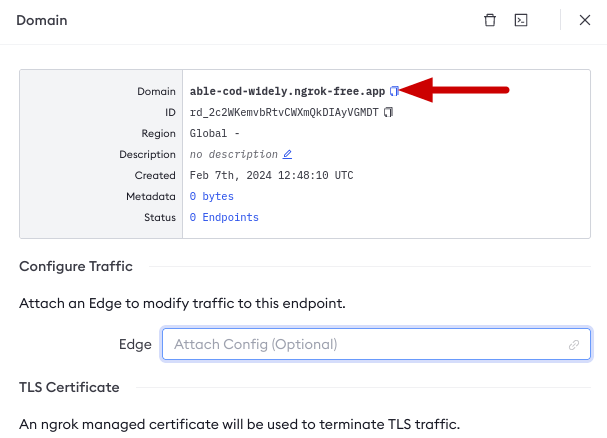 Domain
Domain able-cod-widely.ngrok-free.app
ID rd_2c2WKemvbRtvCWXmQkDIAyVGMDT
Region Global -
Description no description
Created Feb 7th, 2024 12:48:10 UTC
Metadata 0 bytes
Status 0 Endpoints
Configure Traffic
Attach an Edge to modify traffic to this endpoint.
Edge Attach Config (Optional)
TLS Certificate
An ngrok managed certificate will be used to terminate TLS traffic.